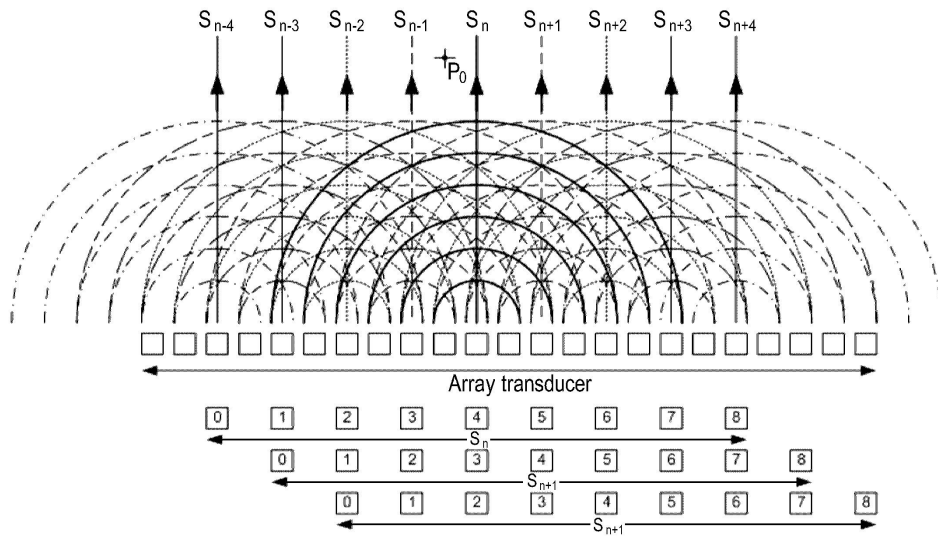 Sn-4 Sn-3 Sn-2 Sn-1 Sn Sn+1 Sn+2 Sn+3 Sn+4
P0
Array transducer
0 1 2 3 4 5 6 7 8
Sn
0 1 2 3 4 5 6 7 8
Sn+1
0 1 2 3 4 5 6 7 8
Sn+1